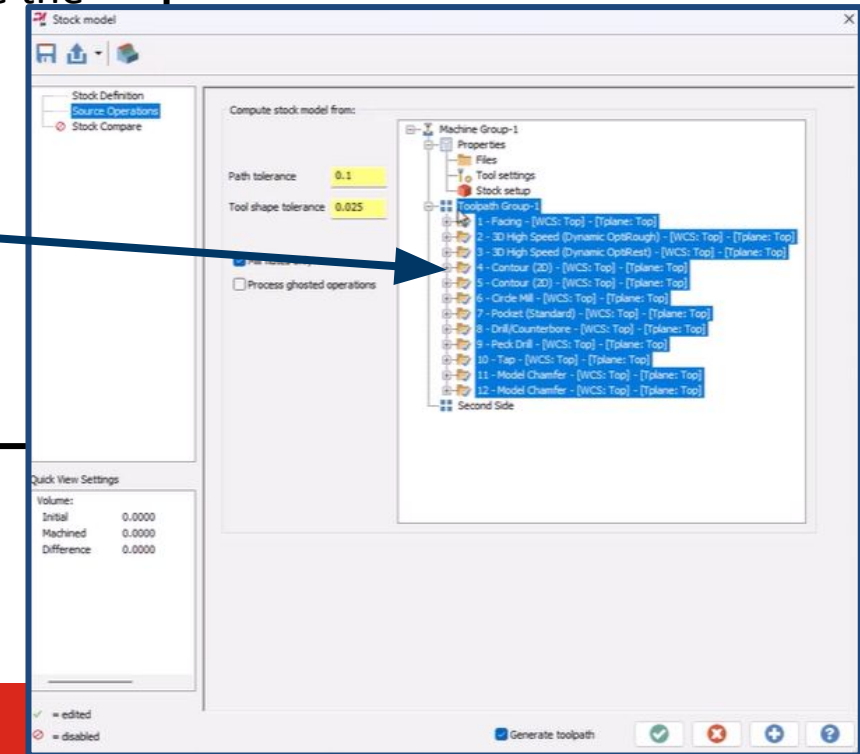 the
Stock model
Stock Definition
Source Operations
Stock Compare
Compute stock model from:
Path tolerance 0.1
Tool shape tolerance 0.025
Process ghosted operations
Machine Group-1
Properties
Files
Tool settings
Stock setup
Toolpath Group-1
1 - Facing - [WCS: Top] - [Tplane: Top]
2 - 3D High Speed (Dynamic OptiRough) - [WCS: Top] - [Tplane: Top]
3 - 3D High Speed (Dynamic OptiRest) - [WCS: Top] - [Tplane: Top]
4 - Contour (2D) - [WCS: Top] - [Tplane: Top]
5 - Contour (2D) - [WCS: Top] - [Tplane: Top]
6 - Circle Mill - [WCS: Top] - [Tplane: Top]
7 - Pocket (Standard) - [WCS: Top] - [Tplane: Top]
8 - Drill/Counterbore - [WCS: Top] - [Tplane: Top]
9 - Peck Drill - [WCS: Top] - [Tplane: Top]
10 - Tap - [WCS: Top] - [Tplane: Top]
11 - Model Chamfer - [WCS: Top] - [Tplane: Top]
12 - Model Chamfer - [WCS: Top] - [Tplane: Top]
Second Side
Quick View Settings
Volume:
Initial 0.0000
Machined 0.0000
Difference 0.0000
= edited
= disabled
Generate toolpath